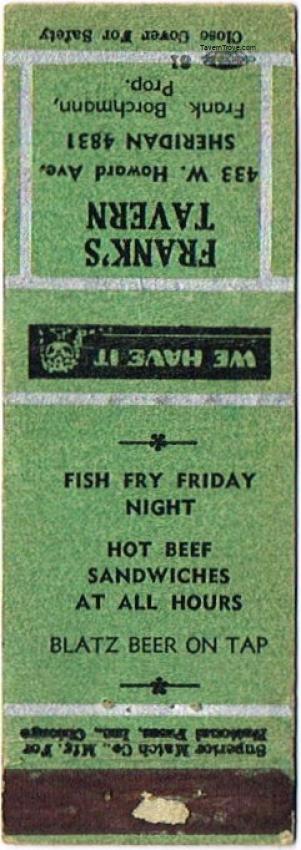 TavernTrove.com
Close Cover For Safety
FRANK'S
TAVERN
433 W. Howard Ave.
SHERIDAN 4831
Frank Borchmann,
Prop.
WE HAVE IT
FISH FRY FRIDAY
NIGHT
HOT BEEF
SANDWICHES
AT ALL HOURS
BLATZ BEER ON TAP
Superior Match Co., Mfg. For
National Press, Inc., Chicago